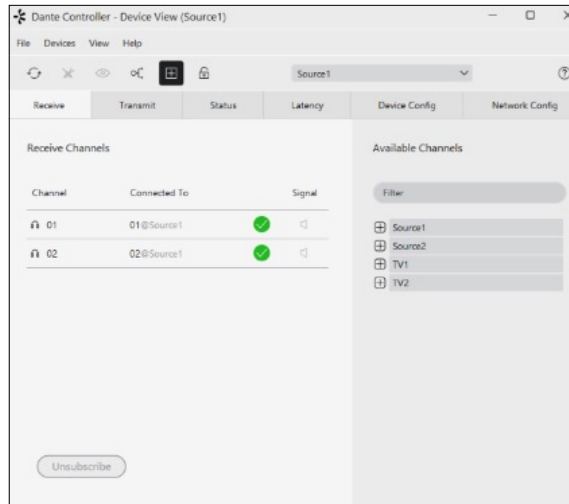 Dante Controller - Device View (Source1)
File Devices View Help
Source1
Receive Transmit Status Latency Device Config Network Config
Receive Channels
Available Channels
Channel Connected To Signal
Filter
01 01@Source1
02 02@Source1
Source1
Source2
TV1
TV2
Unsubscribe